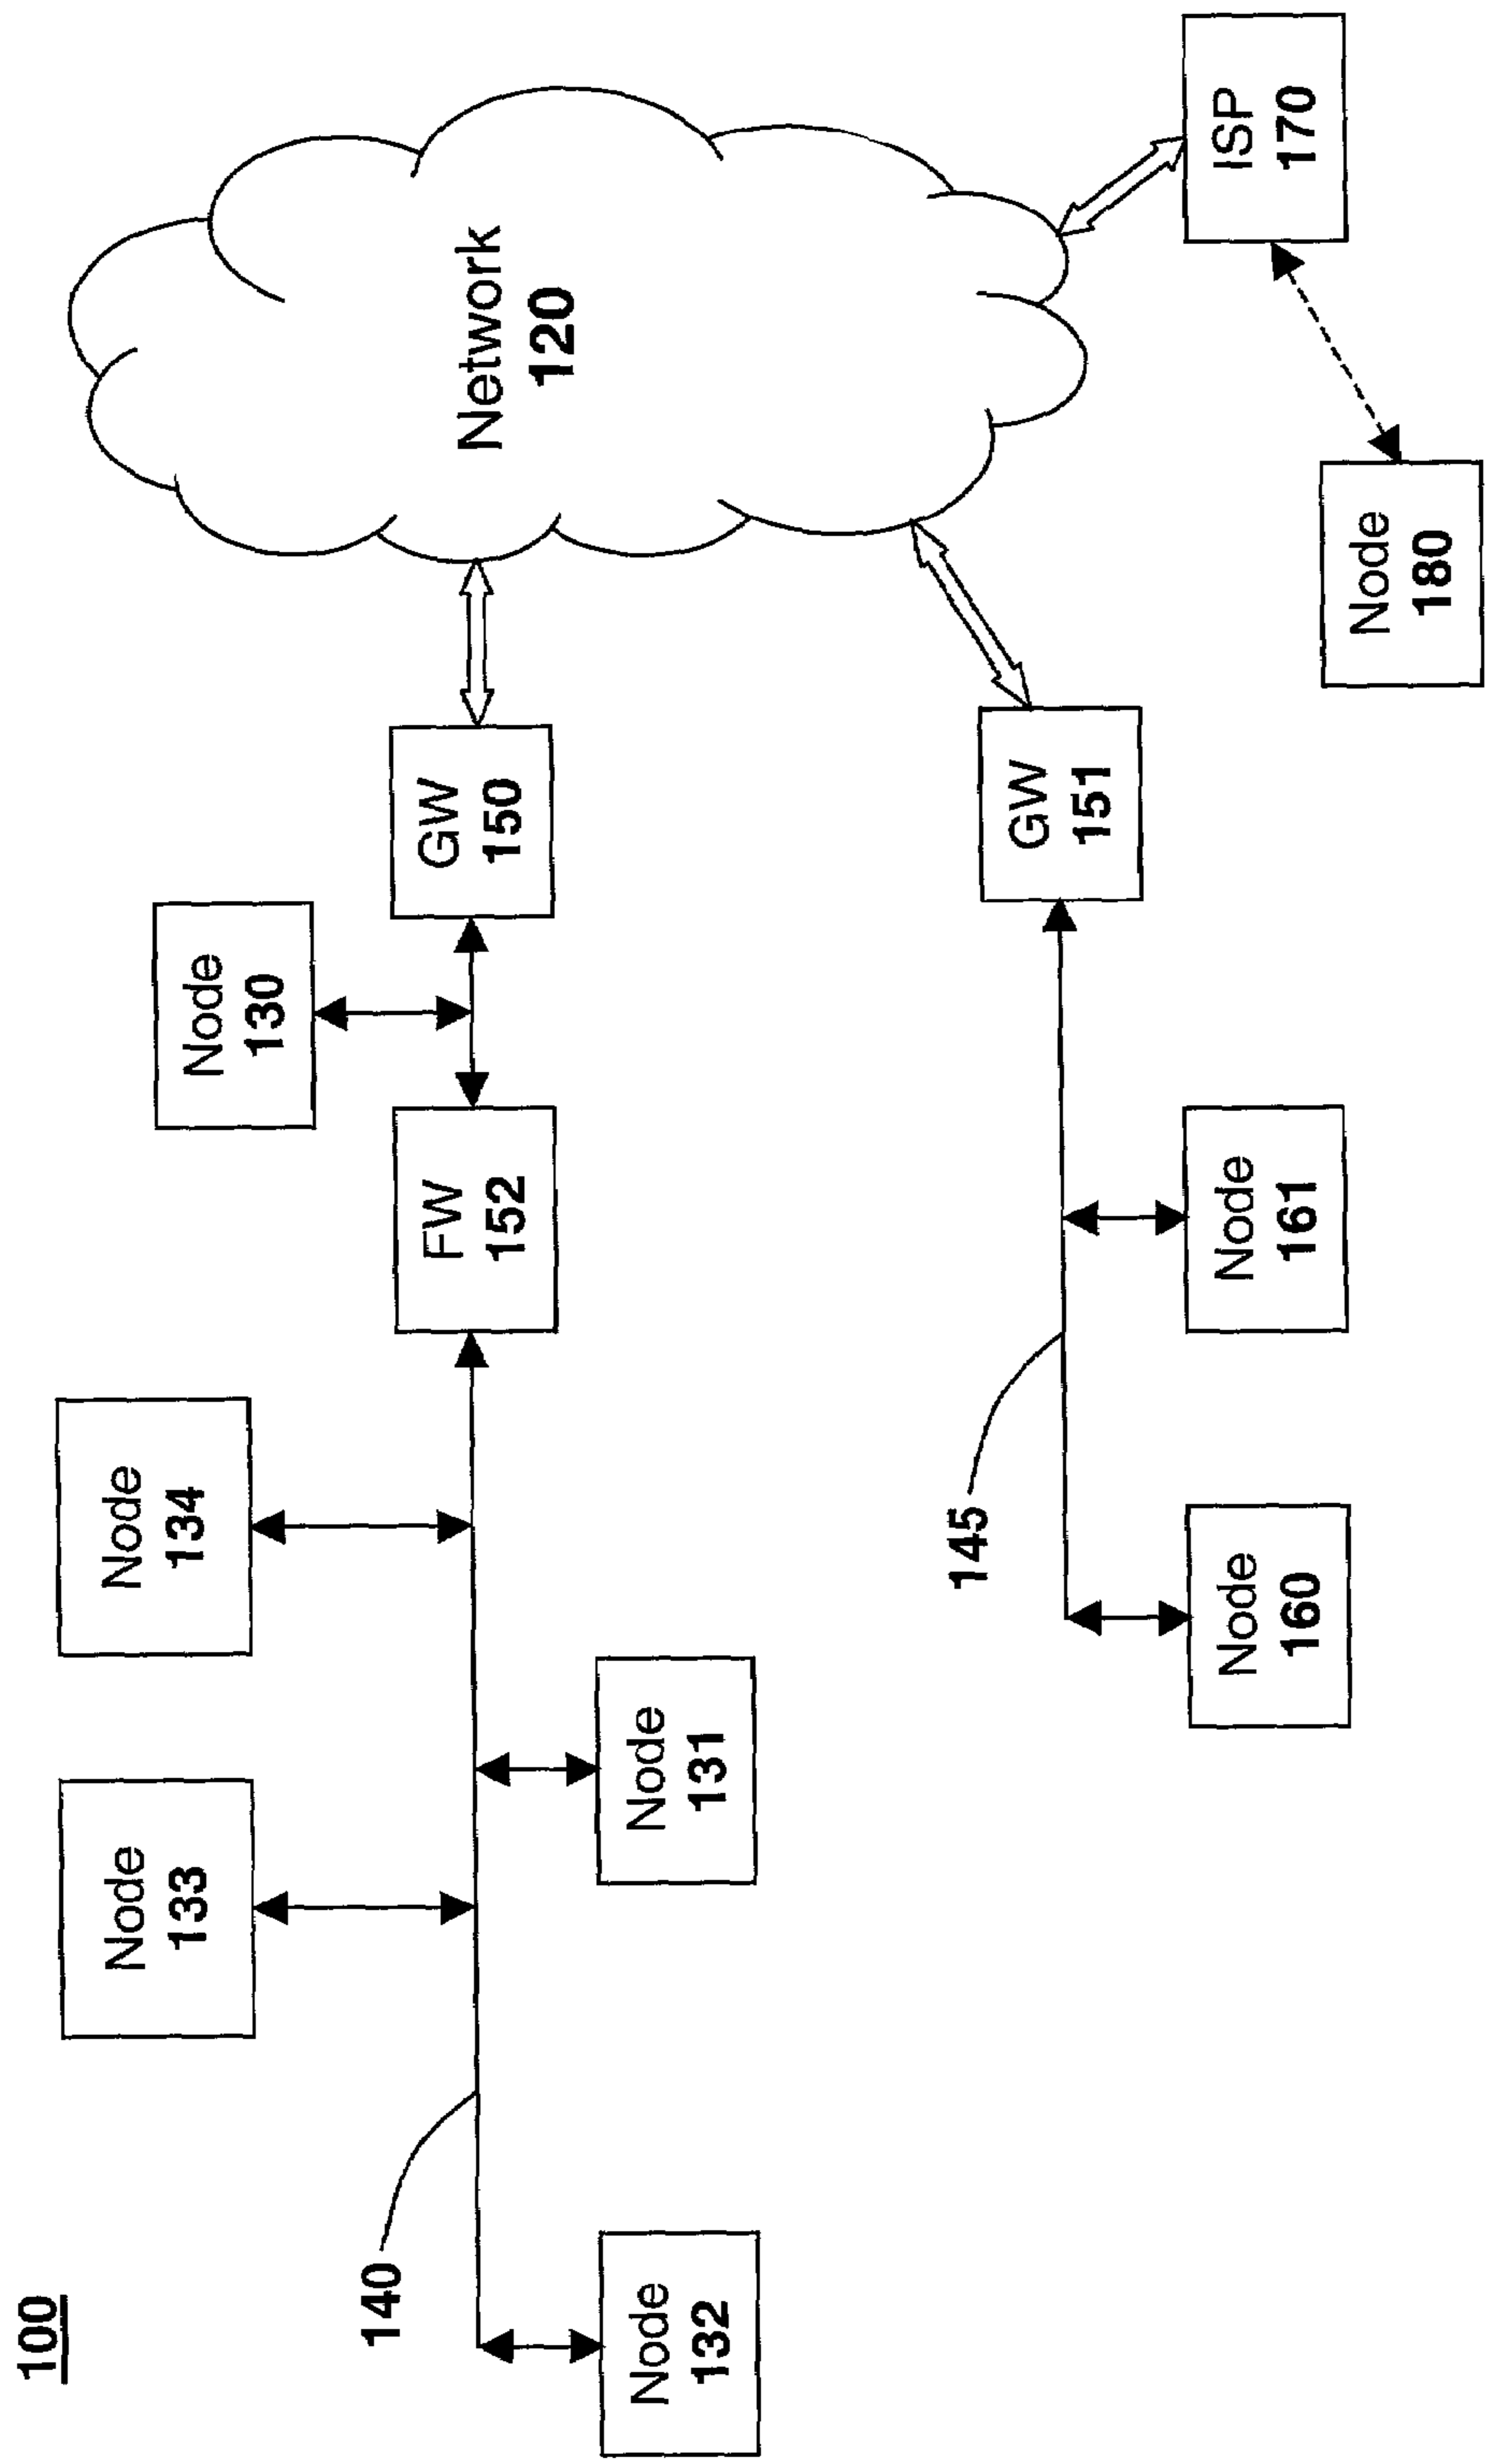 100
Node
133
Node
134
Node
130
140
Node
132
Node
131
FW
152
GW
150
Network
120
145
GW
151
Node
160
Node
161
Node
180
ISP
170